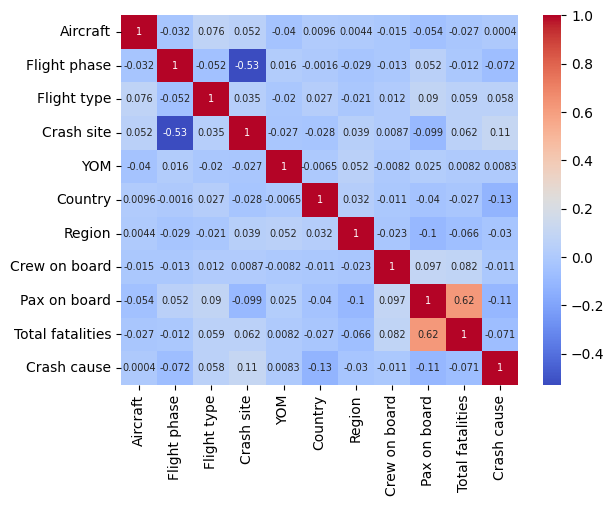 Aircraft 1 -0.032 0.076 0.052 -0.04 0.0096 0.0044 -0.015 -0.054 -0.027 0.0004
Flight phase -0.032 1 -0.052 -0.53 0.016 -0.0016 -0.029 -0.013 0.052 -0.012 -0.072
Flight type 0.076 -0.052 1 0.035 -0.02 0.027 -0.021 0.012 0.09 0.059 0.058
Crash site 0.052 -0.53 0.035 1 -0.027 -0.028 0.039 0.0087 -0.099 0.062 0.11
YOM -0.04 0.016 -0.02 -0.027 1 -0.0065 0.052 -0.0082 0.025 0.0082 0.0083
Country 0.0096 -0.0016 0.027 -0.028 -0.0065 1 0.032 -0.011 -0.04 -0.027 -0.13
Region 0.0044 -0.029 -0.021 0.039 0.052 0.032 1 -0.023 -0.1 -0.066 -0.03
Crew on board -0.015 -0.013 0.012 0.0087 -0.0082 -0.011 -0.023 1 0.097 0.082 -0.011
Pax on board -0.054 0.052 0.09 -0.099 0.025 -0.04 -0.1 0.097 1 0.62 -0.11
Total fatalities -0.027 -0.012 0.059 0.062 0.0082 -0.027 -0.066 0.082 0.62 1 -0.071
Crash cause 0.0004 -0.072 0.058 0.11 0.0083 -0.13 -0.03 -0.011 -0.11 -0.071 1
Aircraft
Flight phase
Flight type
Crash site
YOM
Country
Region
Crew on board
Pax on board
Total fatalities
Crash cause
1.0
0.8
0.6
0.4
0.2
0.0
−0.2
−0.4